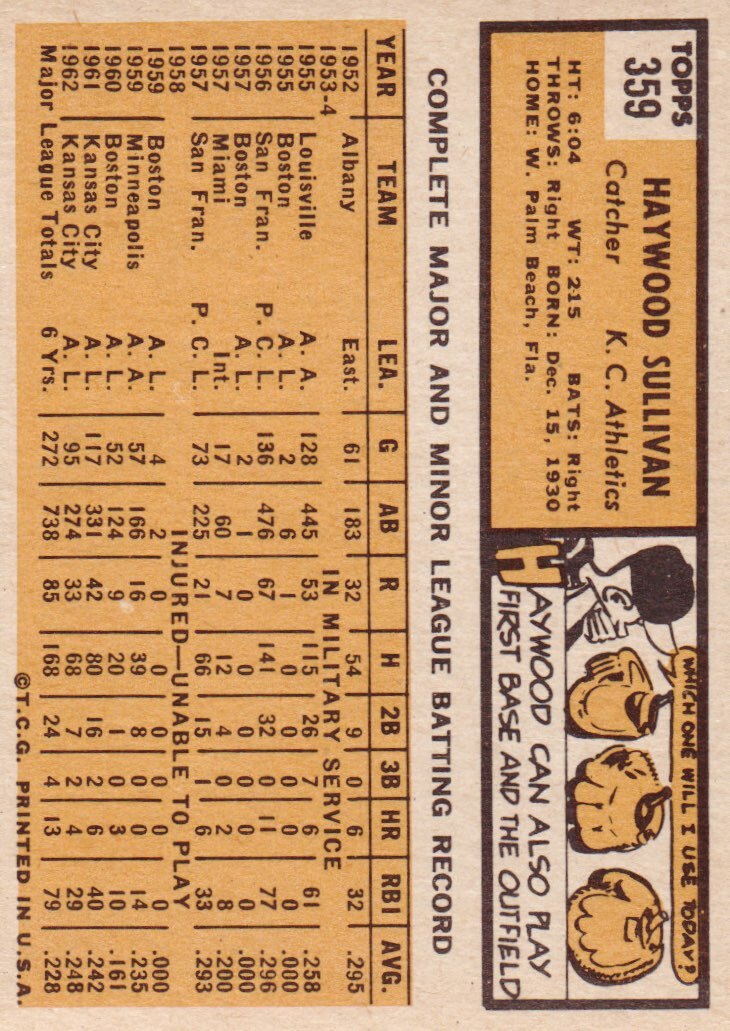 TOPPS
359
HAYWOOD SULLIVAN
Catcher K. C. Athletics
HT: 6:04 WT: 215 BATS: Right
THROWS: Right BORN: Dec. 15, 1930
HOME: W. Palm Beach, Fla.
WHICH ONE WILL I USE TODAY?
HAYWOOD CAN ALSO PLAY
FIRST BASE AND THE OUTFIELD
COMPLETE MAJOR AND MINOR LEAGUE BATTING RECORD
YEAR TEAM LEA. G AB R H 2B 3B HR RBI AVG.
1952 Albany East. 61 183 32 54 9 0 6 32 .295
1953-4 IN MILITARY SERVICE
1955 Louisville A. A. 128 445 53 115 26 7 6 61 .258
1955 Boston A. L. 2 6 1 0 0 0 0 0 .000
1956 San Fran. P. C. L. 136 476 67 141 32 0 11 77 .296
1957 Boston A. L. 2 1 0 0 0 0 0 0 .000
1957 Miami Int. 17 60 7 12 4 0 2 8 .200
1957 San Fran. P. C. L. 73 225 21 66 15 1 6 33 .293
1958 INJURED—UNABLE TO PLAY
1959 Boston A. L. 4 2 0 0 0 0 0 0 .000
1959 Minneapolis A. A. 57 166 16 39 8 0 0 14 .235
1960 Boston A. L. 52 124 9 20 1 0 3 10 .161
1961 Kansas City A. L. 117 331 42 80 16 2 6 40 .242
1962 Kansas City A. L. 95 274 33 68 7 2 4 29 .248
Major League Totals 6 Yrs. 272 738 85 168 24 4 13 79 .228
©T.C.G. PRINTED IN U.S.A.